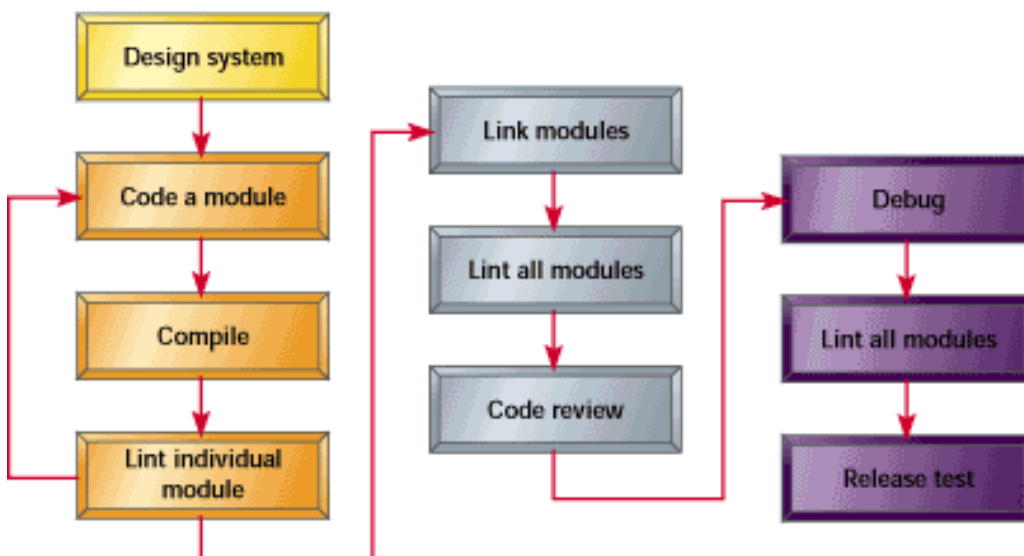 Design system
Code a module
Compile
Lint individual
module
Link modules
Lint all modules
Code review
Debug
Lint all modules
Release test